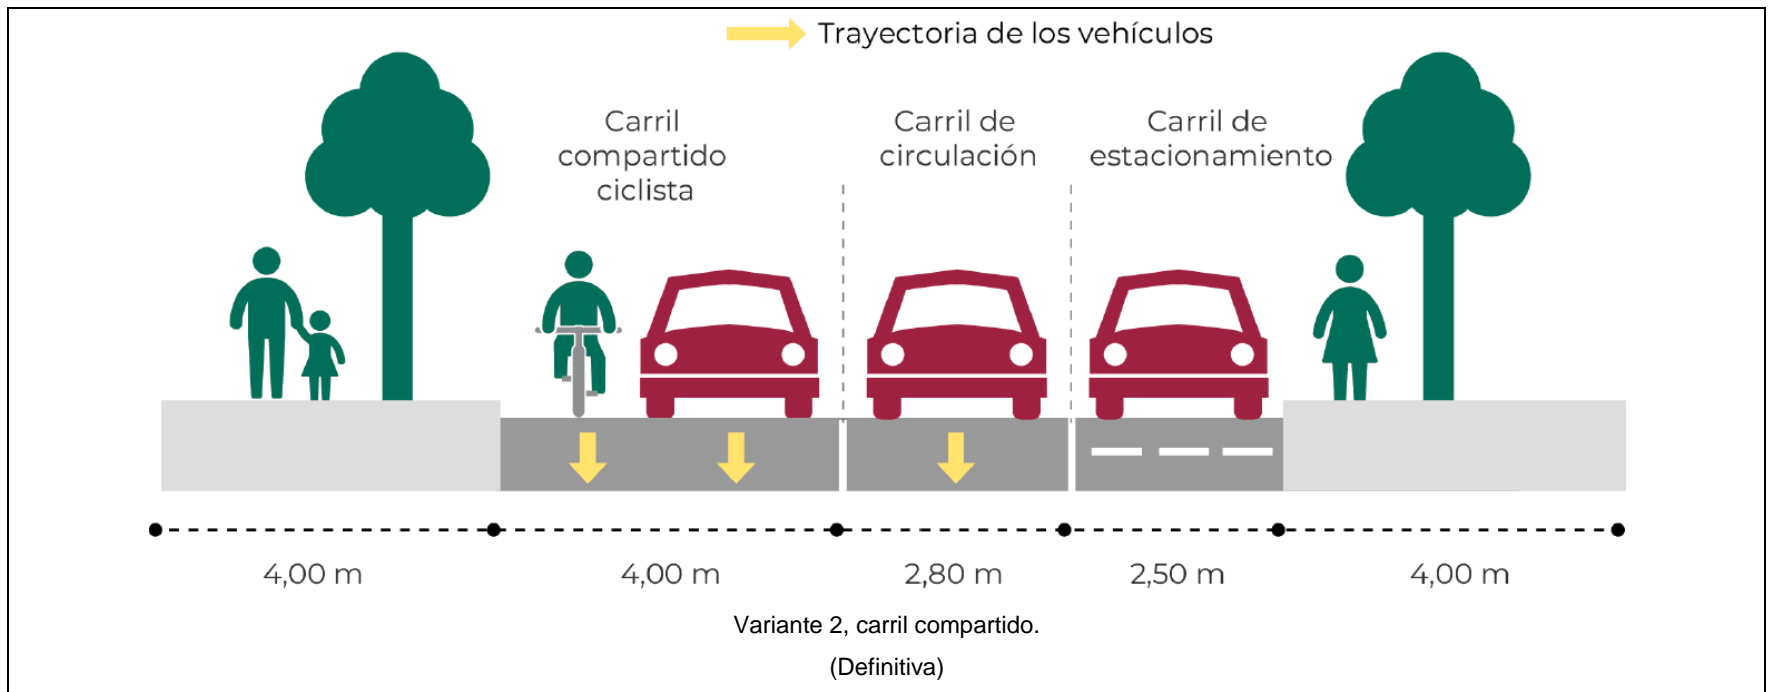 Trayectoria de los vehículos
Carril
compartido
ciclista
Carril de
circulación
Carril de
estacionamiento
4,00 m
4,00 m
2,80 m
2,50 m
4,00 m
Variante 2, carril compartido.
(Definitiva)